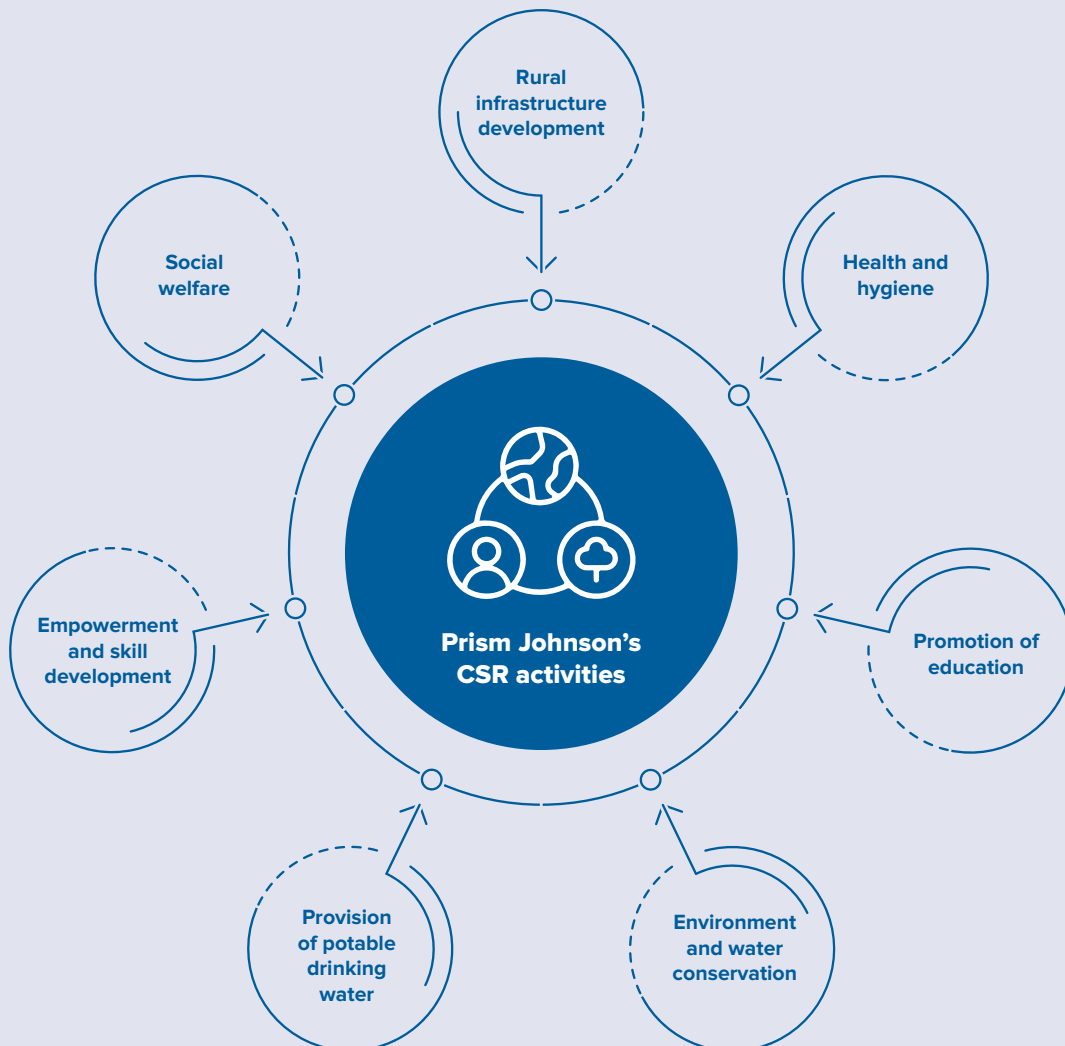 Rural
infrastructure
development
Social
welfare
Health and
hygiene
Empowerment
and skill
development
Prism Johnson’s
CSR activities
Promotion of
education
Provision
of potable
drinking
water
Environment
and water
conservation